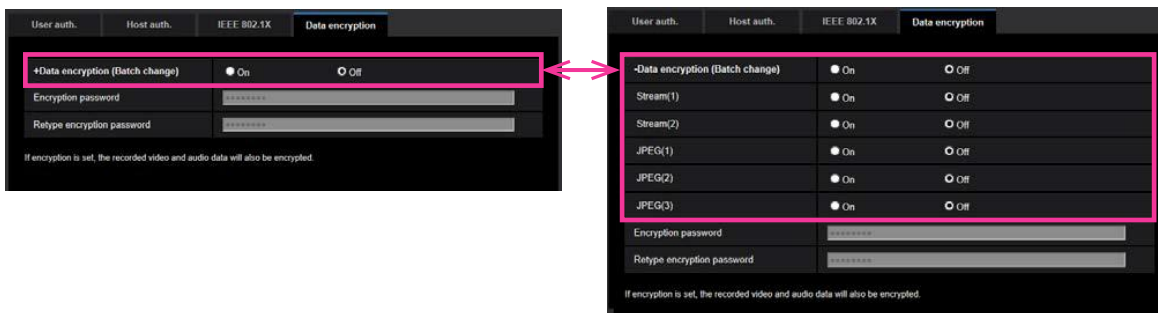 User auth. Host auth. IEEE 802.1X Data encryption
+Data encryption (Batch change) On Off
Encryption password ••••••••
Retype encryption password ••••••••
If encryption is set, the recorded video and audio data will also be encrypted.
User auth. Host auth. IEEE 802.1X Data encryption
-Data encryption (Batch change) On Off
Stream(1) On Off
Stream(2) On Off
JPEG(1) On Off
JPEG(2) On Off
JPEG(3) On Off
Encryption password ••••••••
Retype encryption password ••••••••
If encryption is set, the recorded video and audio data will also be encrypted.